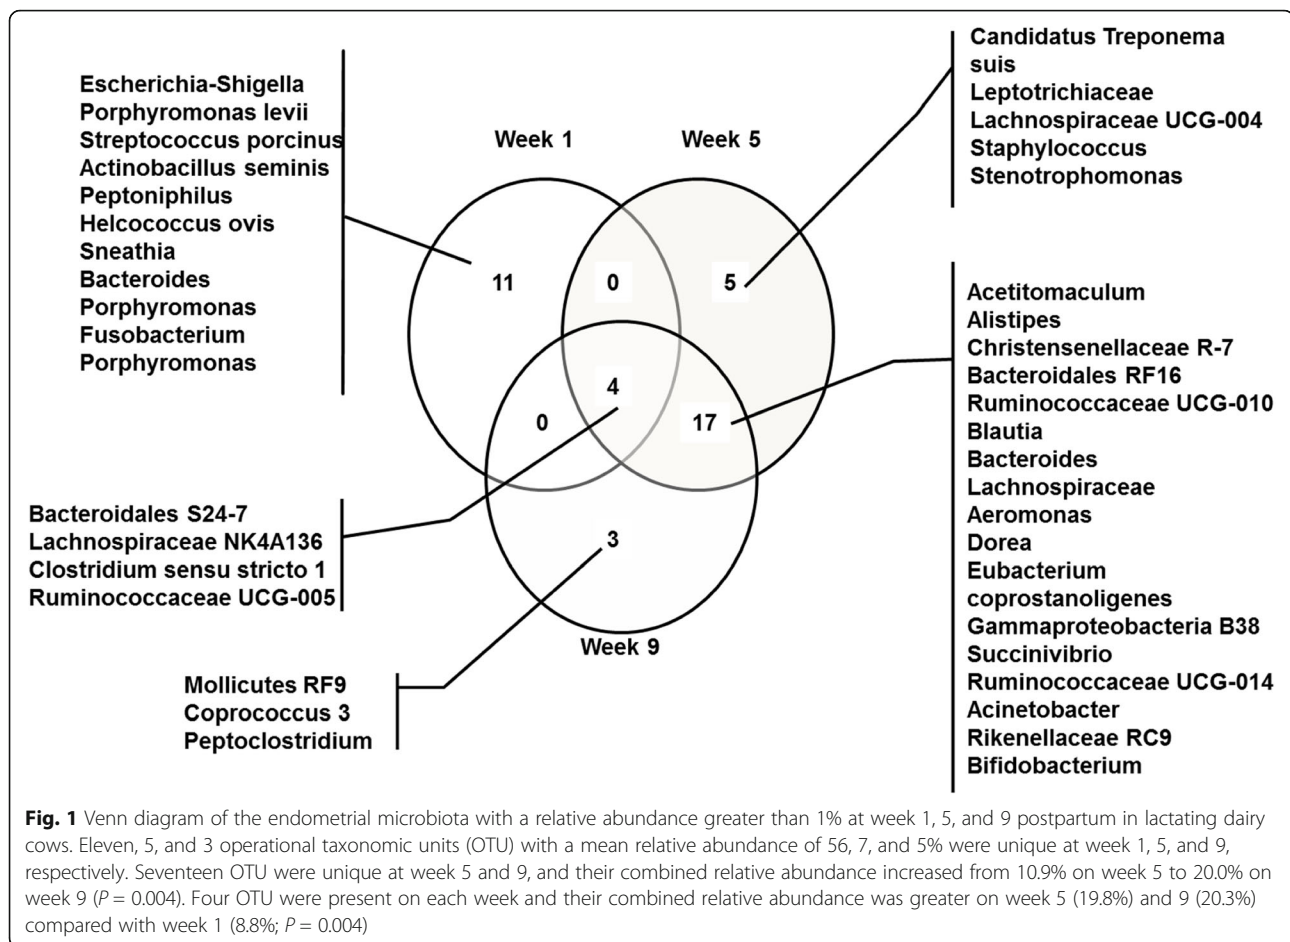 Escherichia-Shigella
Porphyromonas levii
Streptococcus porcinus
Actinobacillus seminis
Peptoniphilus
Helcococcus ovis
Sneathia
Bacteroides
Porphyromonas
Fusobacterium
Porphyromonas
Week 1
Week 5
Candidatus Treponema
suis
Leptotrichiaceae
Lachnospiraceae UCG-004
Staphylococcus
Stenotrophomonas
11
0
5
4
0
17
3
Week 9
Acetitomaculum
Alistipes
Christensenellaceae R-7
Bacteroidales RF16
Ruminococcaceae UCG-010
Blautia
Bacteroides
Lachnospiraceae
Aeromonas
Dorea
Eubacterium
coprostanoligenes
Gammaproteobacteria B38
Succinivibrio
Ruminococcaceae UCG-014
Acinetobacter
Rikenellaceae RC9
Bifidobacterium
Bacteroidales S24-7
Lachnospiraceae NK4A136
Clostridium sensu stricto 1
Ruminococcaceae UCG-005
Mollicutes RF9
Coprococcus 3
Peptoclostridium
Fig. 1 Venn diagram of the endometrial microbiota with a relative abundance greater than 1% at week 1, 5, and 9 postpartum in lactating dairy
cows. Eleven, 5, and 3 operational taxonomic units (OTU) with a mean relative abundance of 56, 7, and 5% were unique at week 1, 5, and 9,
respectively. Seventeen OTU were unique at week 5 and 9, and their combined relative abundance increased from 10.9% on week 5 to 20.0% on
week 9 (P = 0.004). Four OTU were present on each week and their combined relative abundance was greater on week 5 (19.8%) and 9 (20.3%)
compared with week 1 (8.8%; P = 0.004)